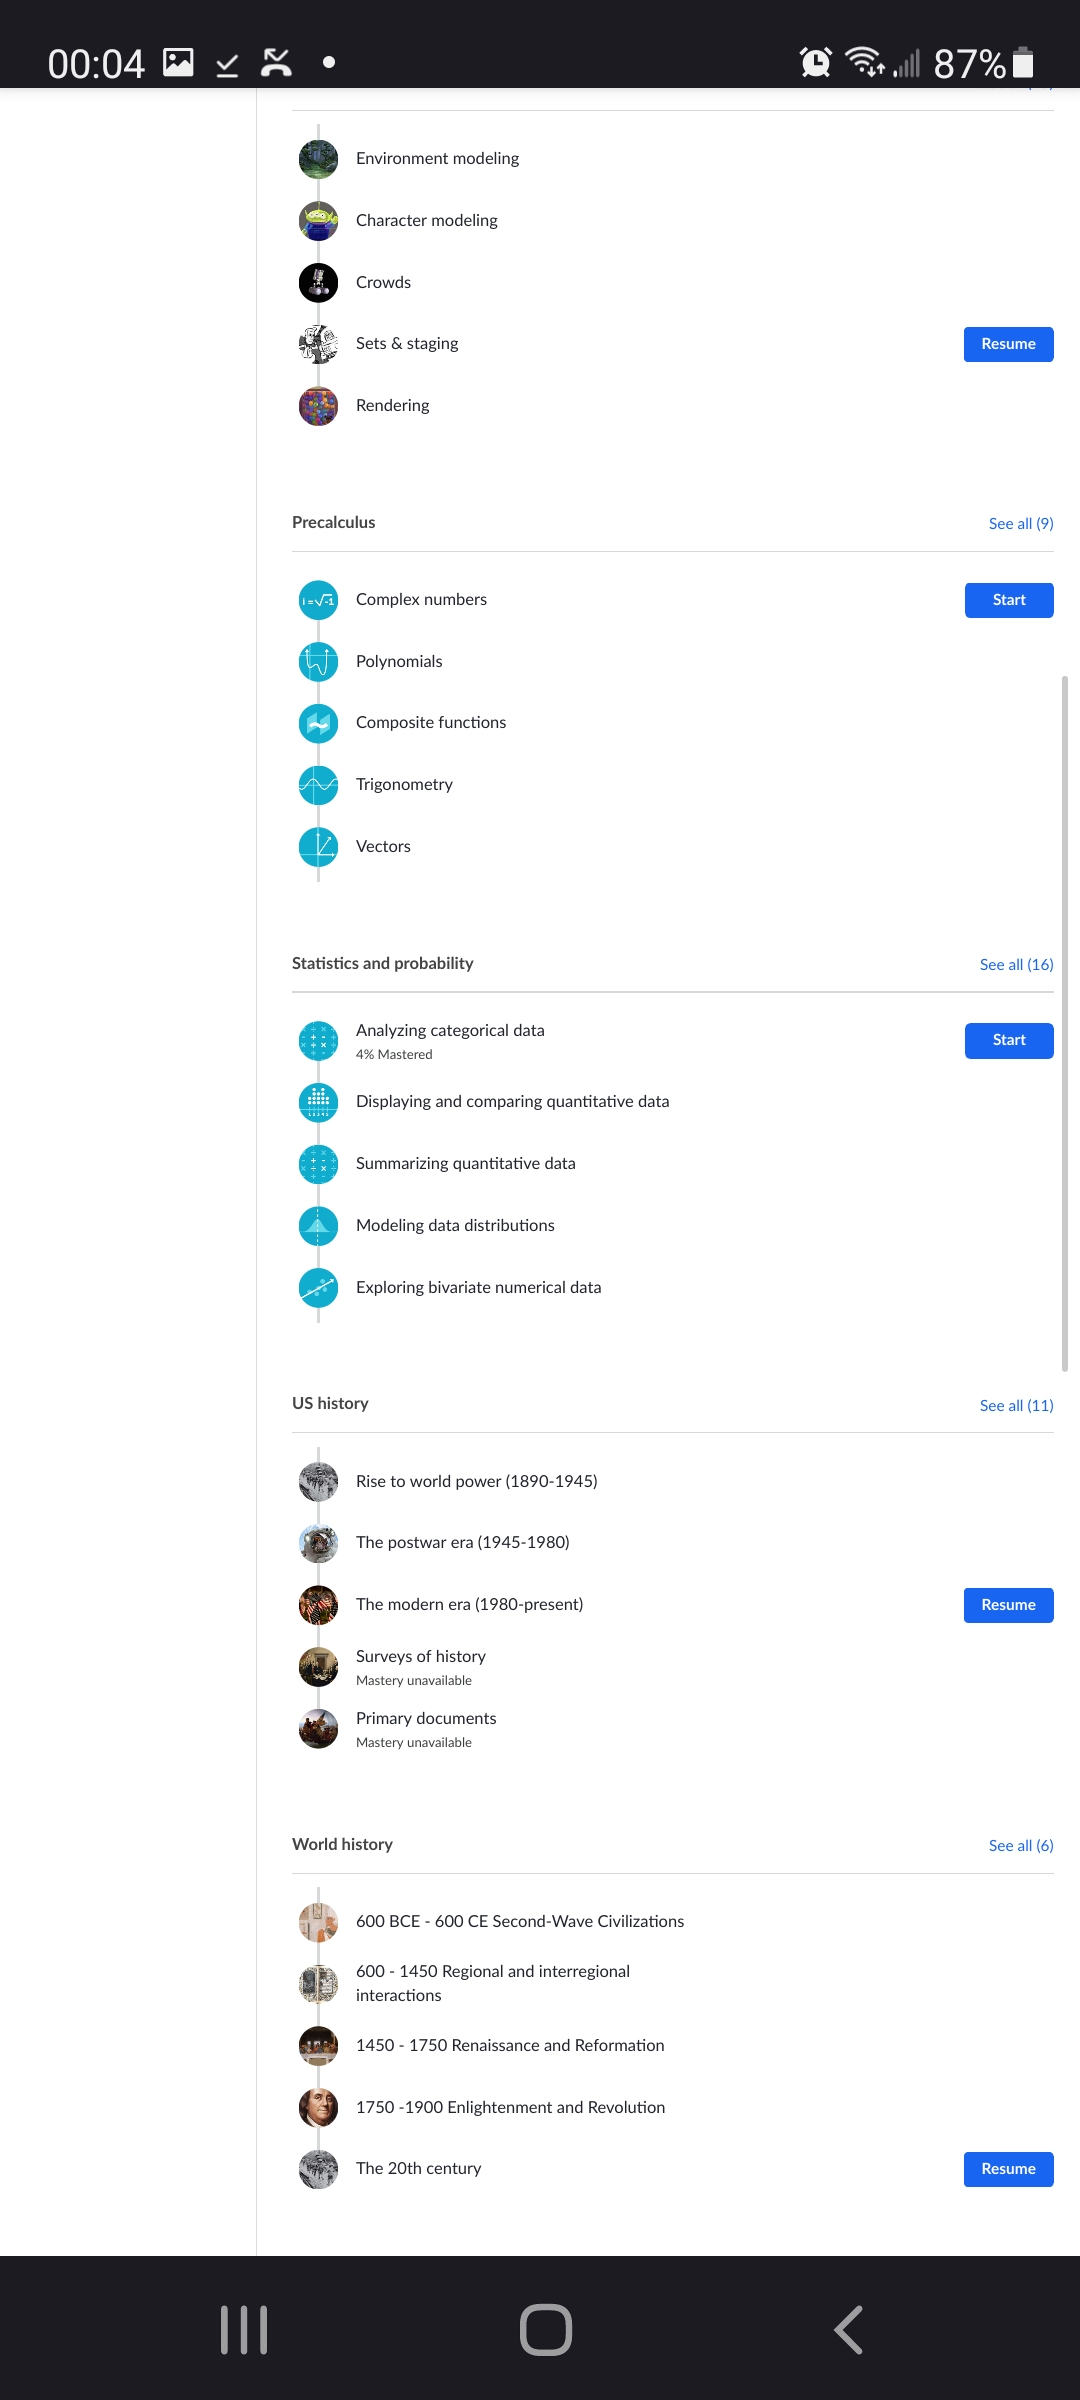 00:04
87%
Environment modeling
Character modeling
Crowds
Sets & staging
Resume
Rendering
Precalculus
See all (9)
i = √-1
Complex numbers
Start
Polynomials
Composite functions
Trigonometry
Vectors
Statistics and probability
See all (16)
Analyzing categorical data
Start
4% Mastered
Displaying and comparing quantitative data
Summarizing quantitative data
Modeling data distributions
Exploring bivariate numerical data
US history
See all (11)
Rise to world power (1890-1945)
The postwar era (1945-1980)
The modern era (1980-present)
Resume
Surveys of history
Mastery unavailable
Primary documents
Mastery unavailable
World history
See all (6)
600 BCE - 600 CE Second-Wave Civilizations
600 - 1450 Regional and interregional
interactions
1450 - 1750 Renaissance and Reformation
1750 -1900 Enlightenment and Revolution
The 20th century
Resume